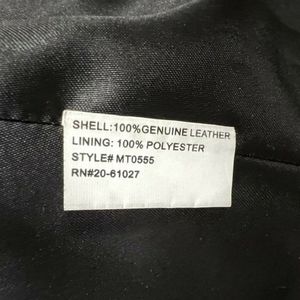 SHELL:100%GENUINE LEATHER
LINING: 100% POLYESTER
STYLE# MT0555
RN#20-61027